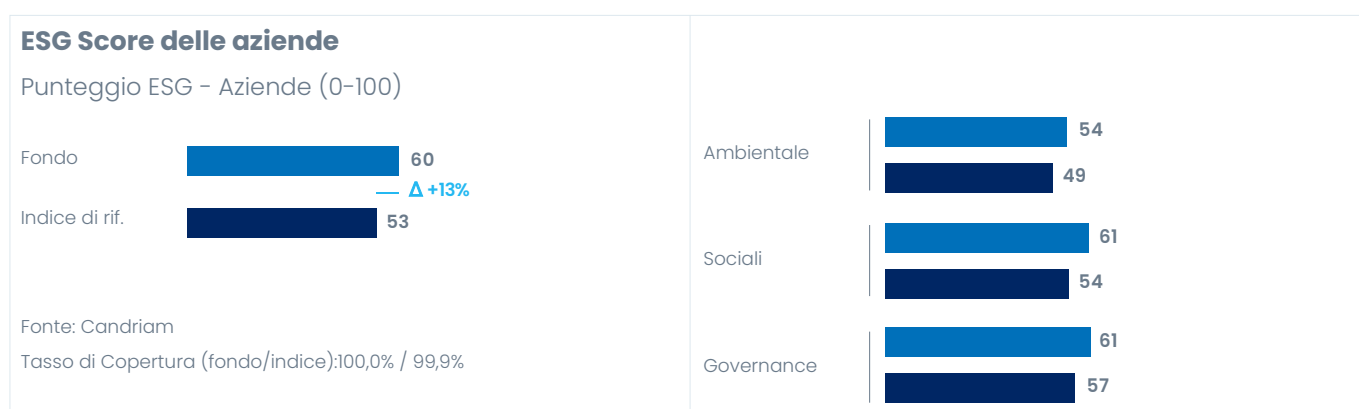 ESG Score delle aziende
Punteggio ESG - Aziende (0-100)
Fondo 60
Δ +13%
Indice di rif. 53
Fonte: Candriam
Tasso di Copertura (fondo/indice):100,0% / 99,9%
Ambientale 54
49
Sociali 61
54
Governance 61
57